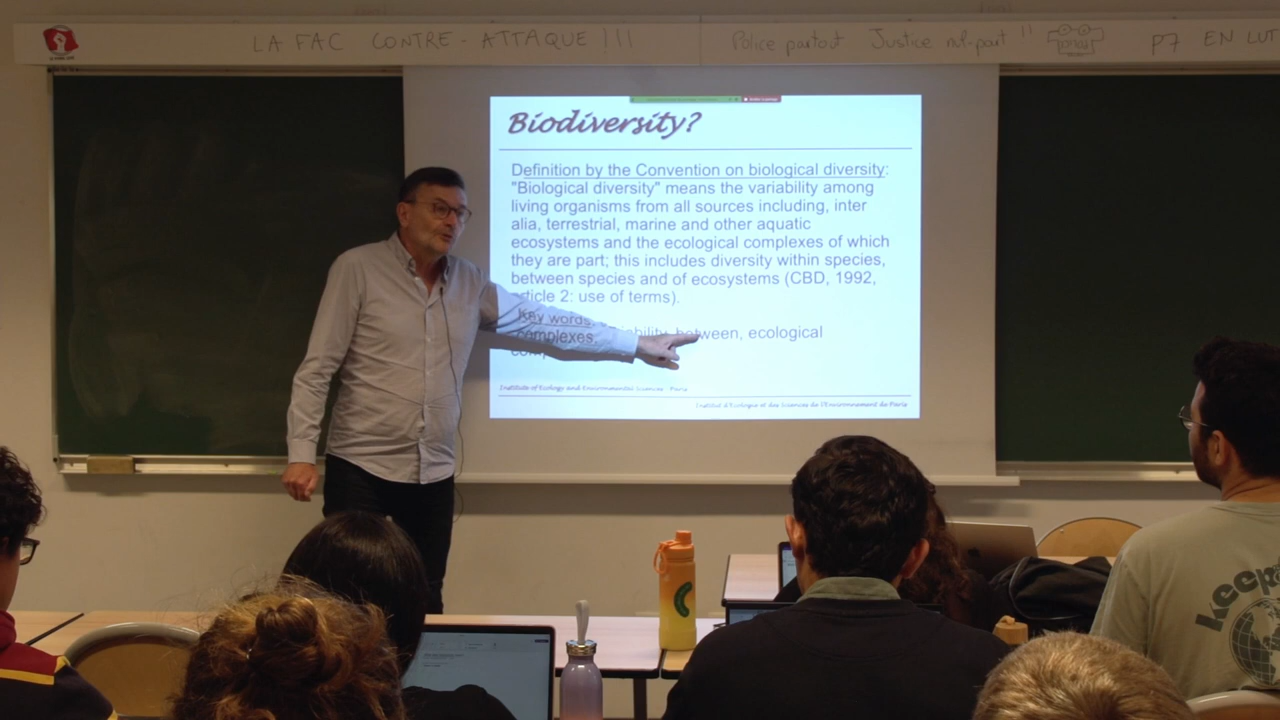 LA FAC CONTRE-ATTAQUE !!!
Police partout Justice nul-part "
P7 EN LUT
Biodiversity?
Definition by the Convention on biological diversity:
"Biological diversity" means the variability among
living organisms from all sources including, inter
alia, terrestrial, marine and other aquatic
ecosystems and the ecological complexes of which
they are part; this includes diversity within species,
between species and of ecosystems (CBD, 1992,
article 2: use of terms).
Key words:
between, ecological
complexes,
Institute of Ecology and Environmental Sciences - Paris
Institut d'Ecologie et des Sciences de l'Environnement de Paris
keep